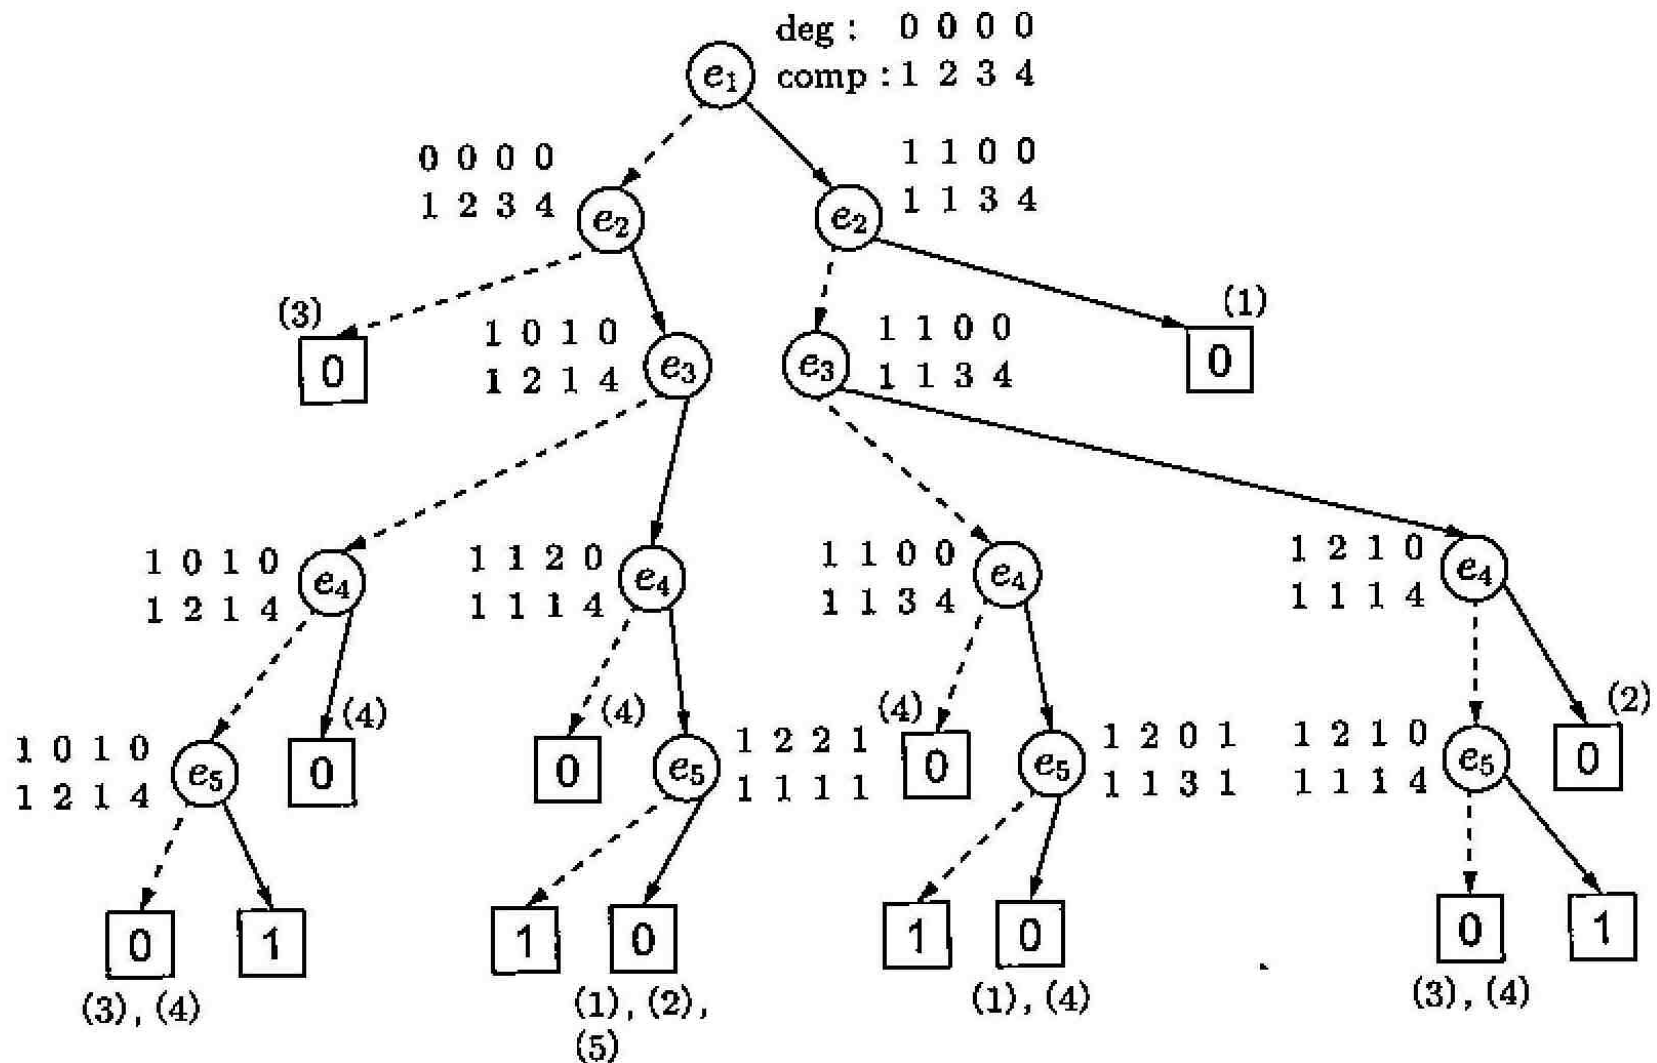 deg : 0 0 0 0
e1 comp : 1 2 3 4
0 0 0 0
1 2 3 4
e2
e2
1 1 0 0
1 1 3 4
(3)
0
1 0 1 0
1 2 1 4
e3
e3
1 1 0 0
1 1 3 4
(1)
0
1 0 1 0
1 2 1 4
e4
1 1 2 0
1 1 1 4
e4
1 1 0 0
1 1 3 4
e4
1 2 1 0
1 1 1 4
e4
1 0 1 0
1 2 1 4
e5
(4)
0
(4)
0
e5
1 2 2 1
1 1 1 1
(4)
0
e5
1 2 0 1
1 1 3 1
1 2 1 0
1 1 1 4
e5
(2)
0
0
1
1
0
1
0
0
1
(3), (4)
(1), (2),
(5)
(1), (4)
(3), (4)